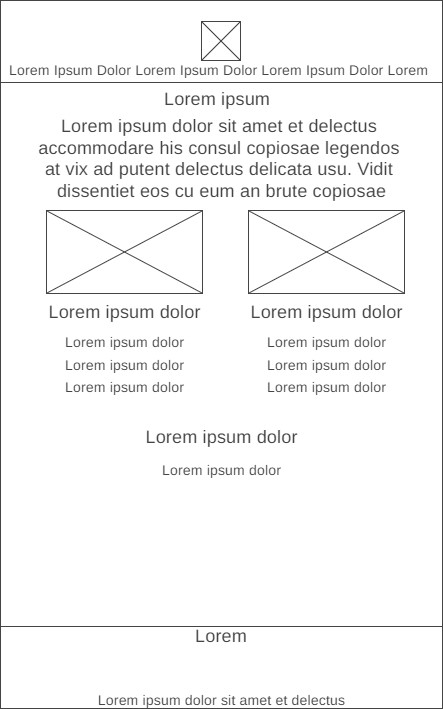 Lorem Ipsum Dolor Lorem Ipsum Dolor Lorem Ipsum Dolor Lorem
Lorem ipsum
Lorem ipsum dolor sit amet et delectus
accommodare his consul copiosae legendos
at vix ad putent delectus delicata usu. Vidit
dissentiet eos cu eum an brute copiosae
Lorem ipsum dolor
Lorem ipsum dolor
Lorem ipsum dolor
Lorem ipsum dolor
Lorem ipsum dolor
Lorem ipsum dolor
Lorem ipsum dolor
Lorem ipsum dolor
Lorem ipsum dolor
Lorem ipsum dolor
Lorem
Lorem ipsum dolor sit amet et delectus